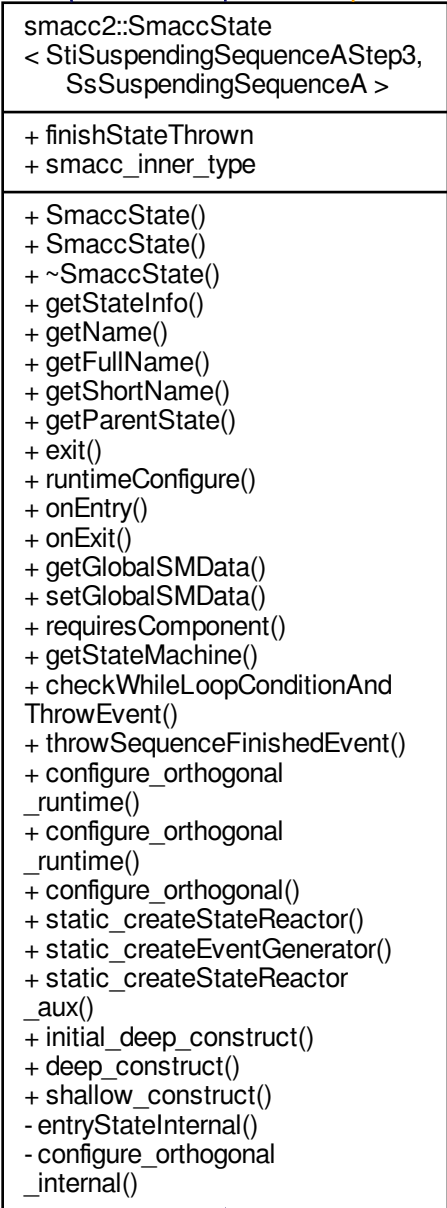 smacc2::SmaccState
< StiSuspendingSequenceAStep3,
SsSuspendingSequenceA >
+ finishStateThrown
+ smacc_inner_type
+ SmaccState()
+ SmaccState()
+ ~SmaccState()
+ getStateInfo()
+ getName()
+ getFullName()
+ getShortName()
+ getParentState()
+ exit()
+ runtimeConfigure()
+ onEntry()
+ onExit()
+ getGlobalSMData()
+ setGlobalSMData()
+ requiresComponent()
+ getStateMachine()
+ checkWhileLoopConditionAnd
ThrowEvent()
+ throwSequenceFinishedEvent()
+ configure_orthogonal
_runtime()
+ configure_orthogonal
_runtime()
+ configure_orthogonal()
+ static_createStateReactor()
+ static_createEventGenerator()
+ static_createStateReactor
_aux()
+ initial_deep_construct()
+ deep_construct()
+ shallow_construct()
- entryStateInternal()
- configure_orthogonal
_internal()